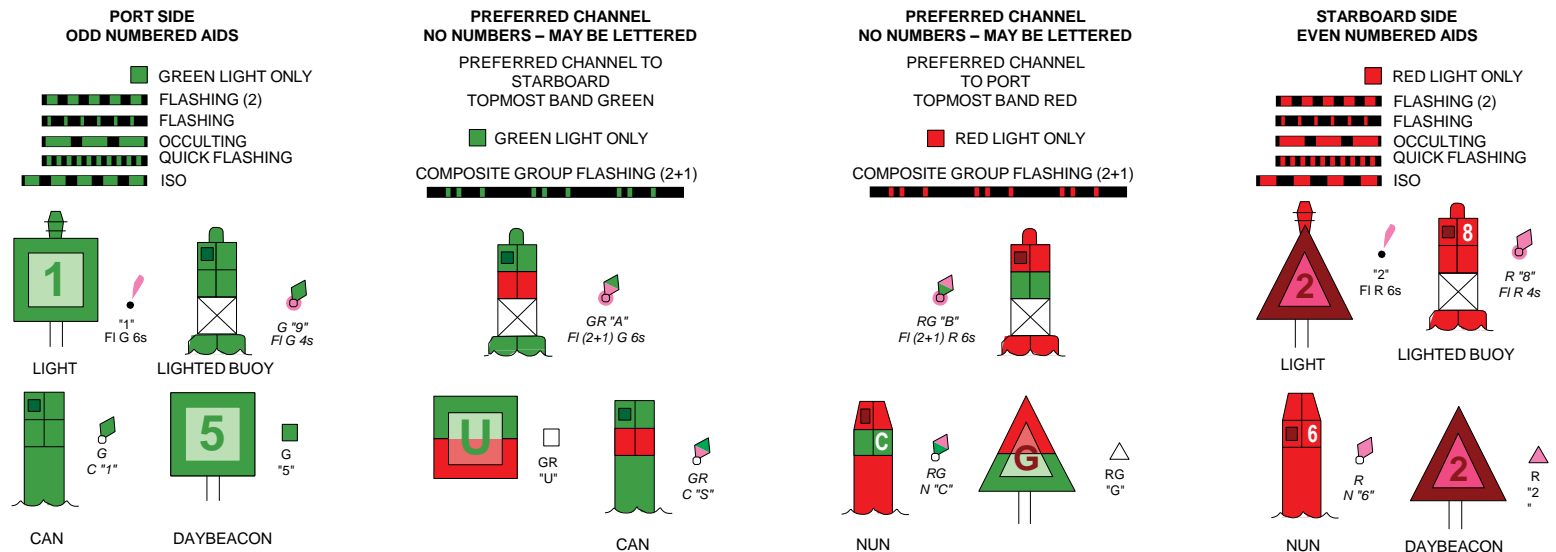 PORT SIDE
ODD NUMBERED AIDS
GREEN LIGHT ONLY
FLASHING (2)
FLASHING
OCCULTING
QUICK FLASHING
ISO
1
"1"
Fl G 6s
G "9"
Fl G 4s
LIGHT
LIGHTED BUOY
G
C "1"
5
G
"5"
CAN
DAYBEACON
PREFERRED CHANNEL
NO NUMBERS – MAY BE LETTERED
PREFERRED CHANNEL TO
STARBOARD
TOPMOST BAND GREEN
GREEN LIGHT ONLY
COMPOSITE GROUP FLASHING (2+1)
GR "A"
Fl (2+1) G 6s
U
GR
"U"
GR
C "S"
CAN
PREFERRED CHANNEL
NO NUMBERS – MAY BE LETTERED
PREFERRED CHANNEL
TO PORT
TOPMOST BAND RED
RED LIGHT ONLY
COMPOSITE GROUP FLASHING (2+1)
RG "B"
Fl (2+1) R 6s
C
RG
N "C"
G
RG
"G"
NUN
STARBOARD SIDE
EVEN NUMBERED AIDS
RED LIGHT ONLY
FLASHING (2)
FLASHING
OCCULTING
QUICK FLASHING
ISO
2
"2"
Fl R 6s
8
R "8"
Fl R 4s
LIGHT
LIGHTED BUOY
6
R
N "6"
2
R
"2
"
NUN
DAYBEACON